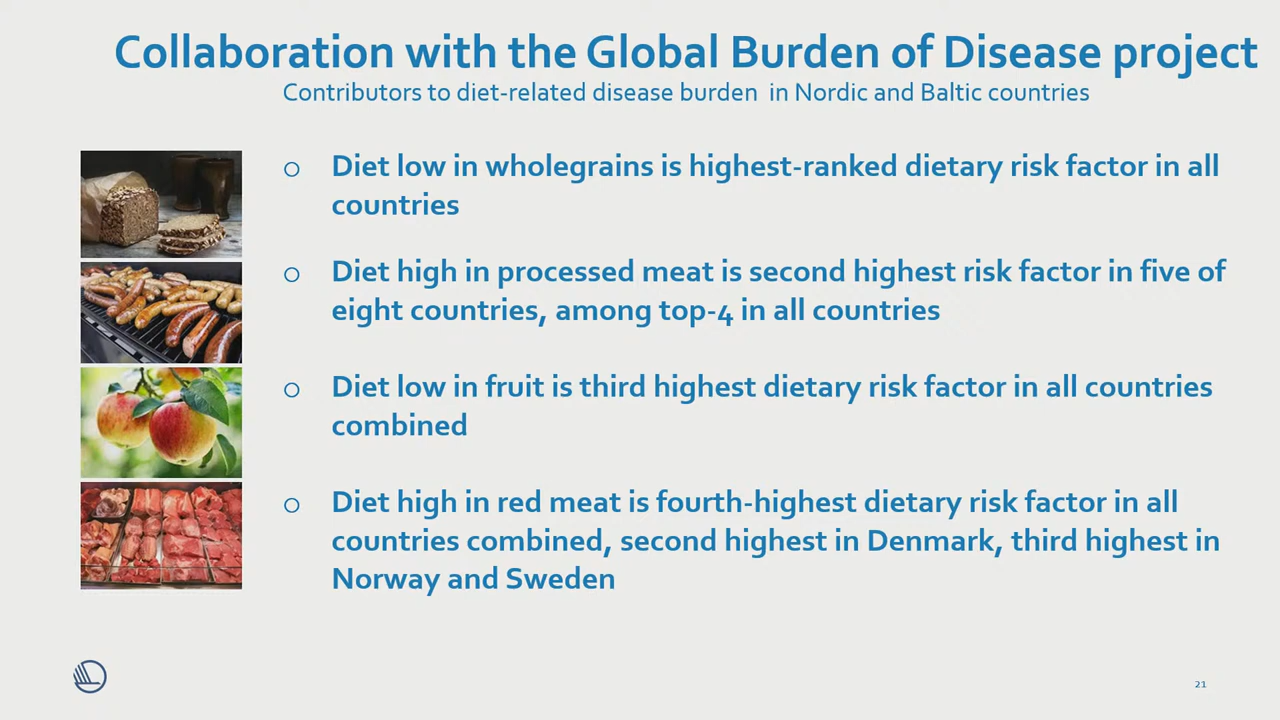 Collaboration with the Global Burden of Disease project
Contributors to diet-related disease burden in Nordic and Baltic countries
o Diet low in wholegrains is highest-ranked dietary risk factor in all
countries
o Diet high in processed meat is second highest risk factor in five of
eight countries, among top-4 in all countries
o Diet low in fruit is third highest dietary risk factor in all countries
combined
o Diet high in red meat is fourth-highest dietary risk factor in all
countries combined, second highest in Denmark, third highest in
Norway and Sweden
21